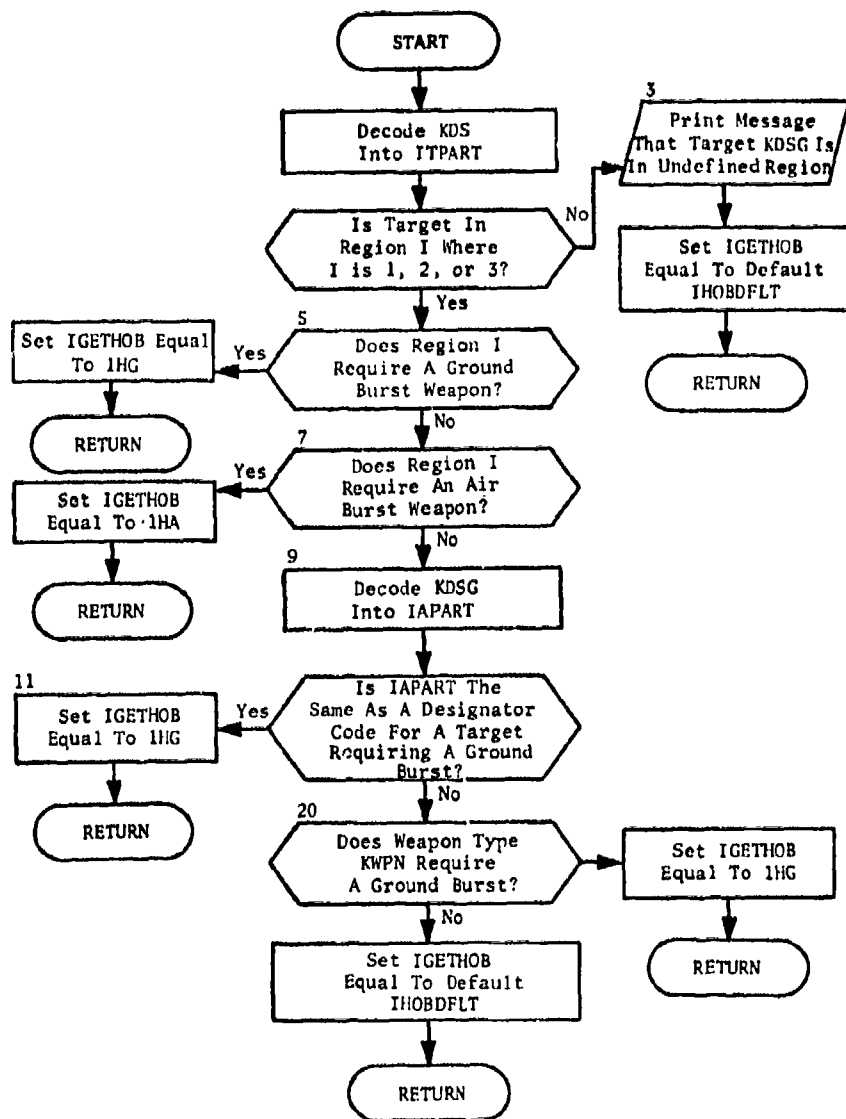 START
Decode KDS
Into ITPART
3
Print Message
That Target KDSG Is
In Undefined Region
No
Is Target In
Region I Where
I is 1, 2, or 3?
Set IGETHOB
Equal To Default
IHOBDFLT
Yes
RETURN
5
Does Region I
Require A Ground
Burst Weapon?
Yes
Set IGETHOB Equal
To 1HG
RETURN
No
7
Does Region I
Require An Air
Burst Weapon?
Yes
Set IGETHOB
Equal To 1HA
RETURN
No
9
Decode KDSG
Into IAPART
Is IAPART The
Same As A Designator
Code For A Target
Requiring A Ground
Burst?
Yes
11
Set IGETHOB
Equal To 1HG
RETURN
No
20
Does Weapon Type
KWPN Require
A Ground Burst?
Set IGETHOB
Equal To 1HG
RETURN
No
Set IGETHOB
Equal To Default
IHOBDFLT
RETURN